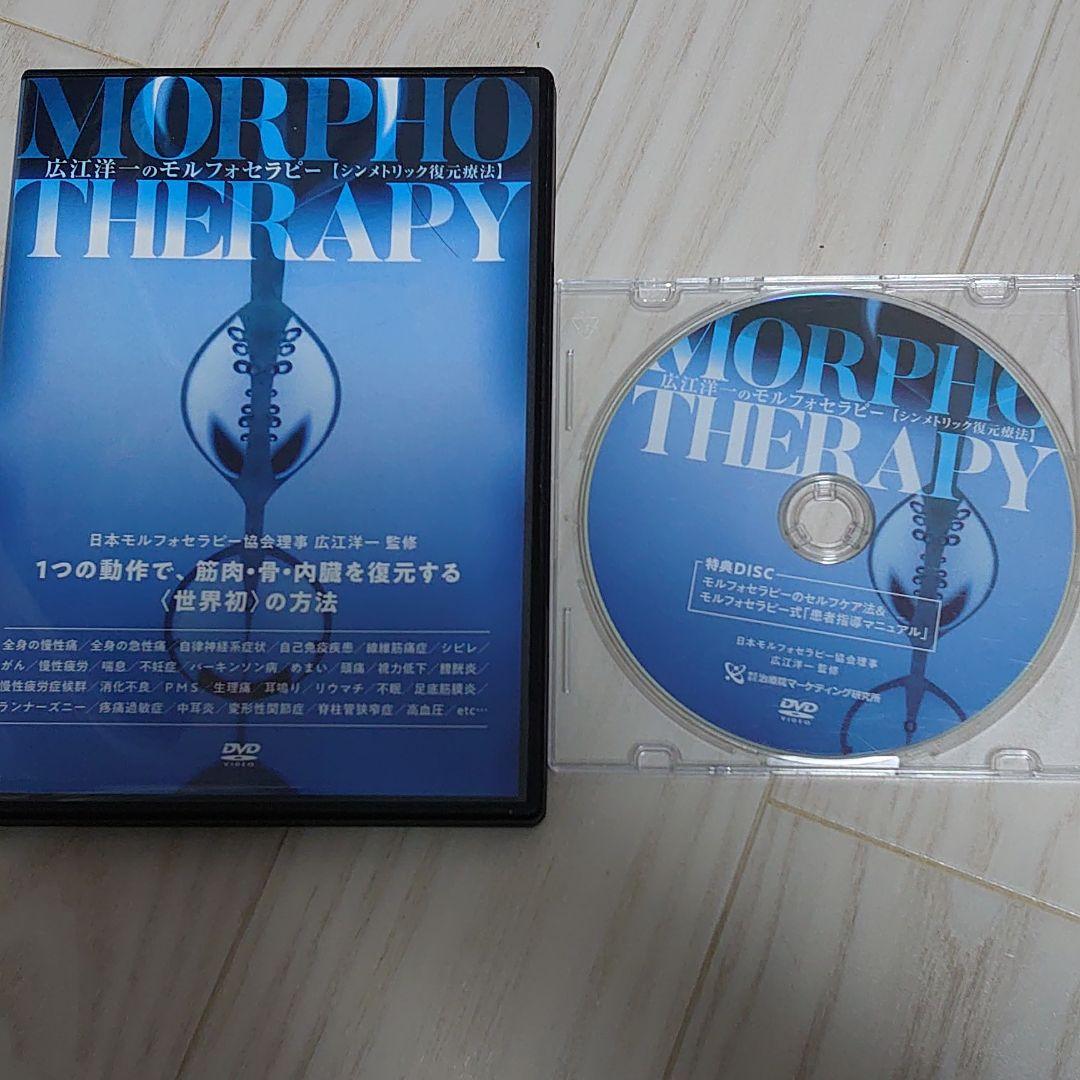 MORPHO
広江洋一のモルフォセラピー【シンメトリック復元療法】
THERAPY
日本モルフォセラピー協会理事 広江洋一 監修
1つの動作で、筋肉・骨・内臓を復元する
〈世界初〉の方法
全身の慢性痛／全身の急性痛／自律神経系症状／自己免疫疾患／線維筋痛症／シビレ／
がん／慢性疲労／喘息／不妊症／パーキンソン病／めまい／頭痛／視力低下／膀胱炎／
慢性疲労症候群／消化不良／PMS／生理痛／耳鳴り／リウマチ／不眠／足底筋膜炎／
ランナーズニー／疼痛過敏症／中耳炎／変形性関節症／脊柱管狭窄症／高血圧／etc…
DVD
VIDEO
MORPHO
広江洋一のモルフォセラピー【シンメトリック復元療法】
THERAPY
特典DISC
モルフォセラピーのセルフケア法&
モルフォセラピー式「患者指導マニュアル」
日本モルフォセラピー協会理事
広江洋一 監修
株式会社治療院マーケティング研究所
DVD
VIDEO